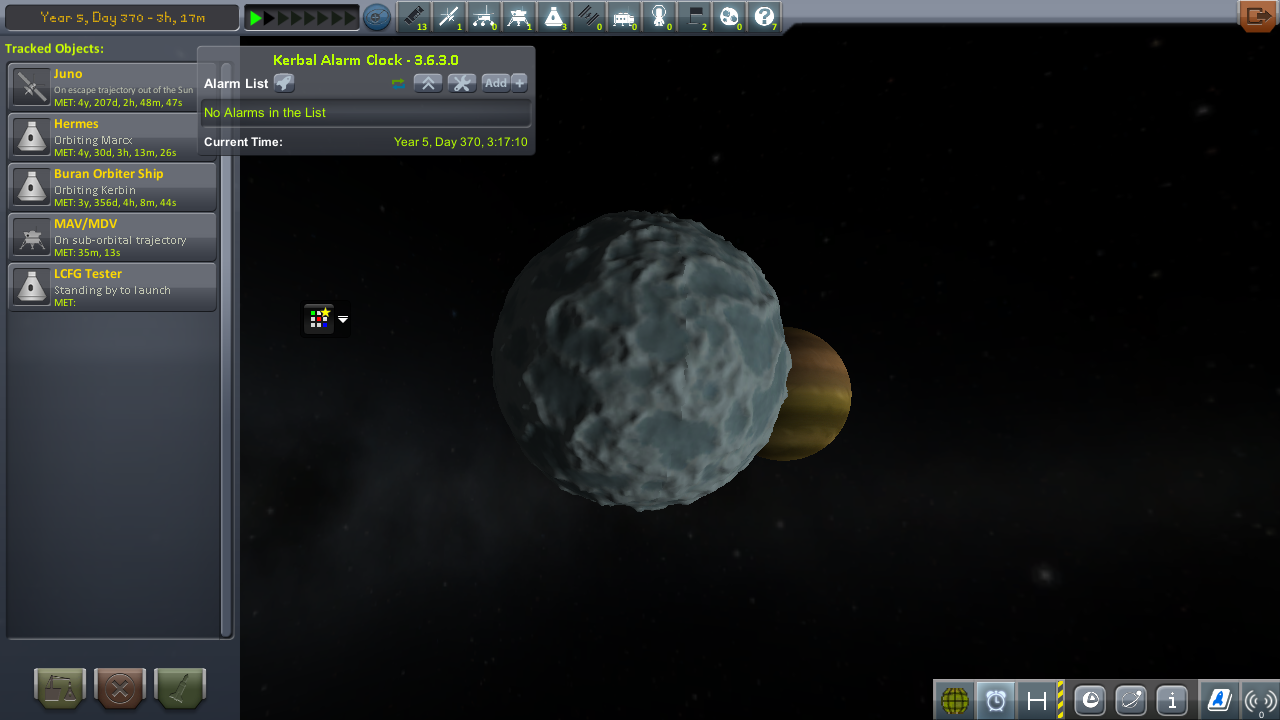 Year 5, Day 370 - 3h, 17m
13
1
0
1
3
0
0
0
2
0
7
Tracked Objects:
Juno
On escape trajectory out of the Sun
MET: 4y, 207d, 2h, 48m, 47s
Hermes
Orbiting Marcx
MET: 4y, 30d, 3h, 13m, 26s
Buran Orbiter Ship
Orbiting Kerbin
MET: 3y, 356d, 4h, 8m, 44s
MAV/MDV
On sub-orbital trajectory
MET: 35m, 13s
LCFG Tester
Standing by to launch
MET:
Kerbal Alarm Clock - 3.6.3.0
Alarm List
Add +
No Alarms in the List
Current Time: Year 5, Day 370, 3:17:10
0